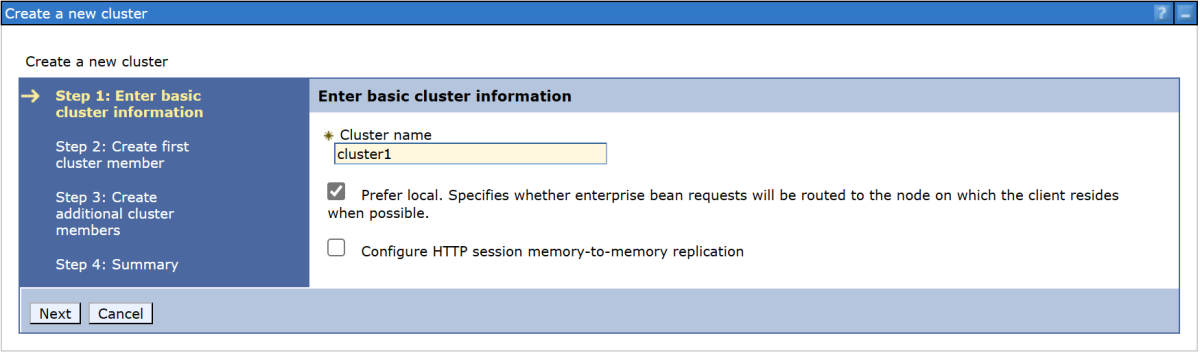 Create a new cluster
?
Create a new cluster
Step 1: Enter basic
cluster information
Step 2: Create first
cluster member
Step 3: Create
additional cluster
members
Step 4: Summary
Enter basic cluster information
Cluster name
cluster1
Prefer local. Specifies whether enterprise bean requests will be routed to the node on which the client resides
when possible.
Configure HTTP session memory-to-memory replication
Next Cancel